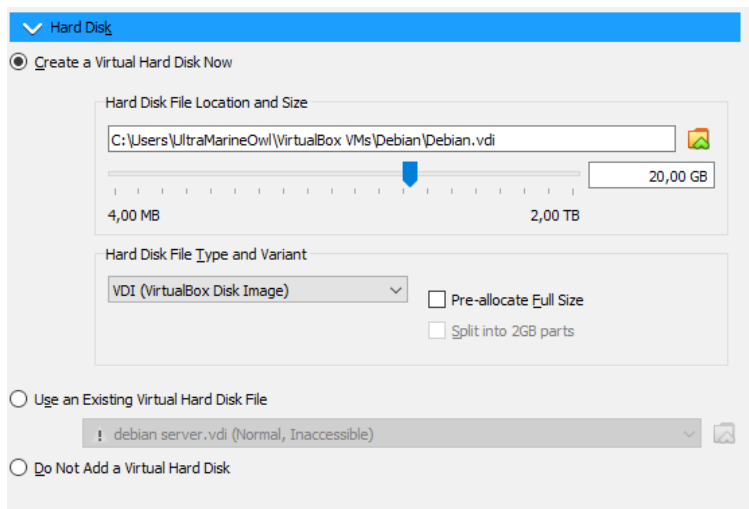 Hard Disk
Create a Virtual Hard Disk Now
Hard Disk File Location and Size
C:\Users\UltraMarineOwl\VirtualBox VMs\Debian\Debian.vdi
20,00 GB
4,00 MB 2,00 TB
Hard Disk File Type and Variant
VDI (VirtualBox Disk Image)
Pre-allocate Full Size
Split into 2GB parts
Use an Existing Virtual Hard Disk File
debian server.vdi (Normal, Inaccessible)
Do Not Add a Virtual Hard Disk